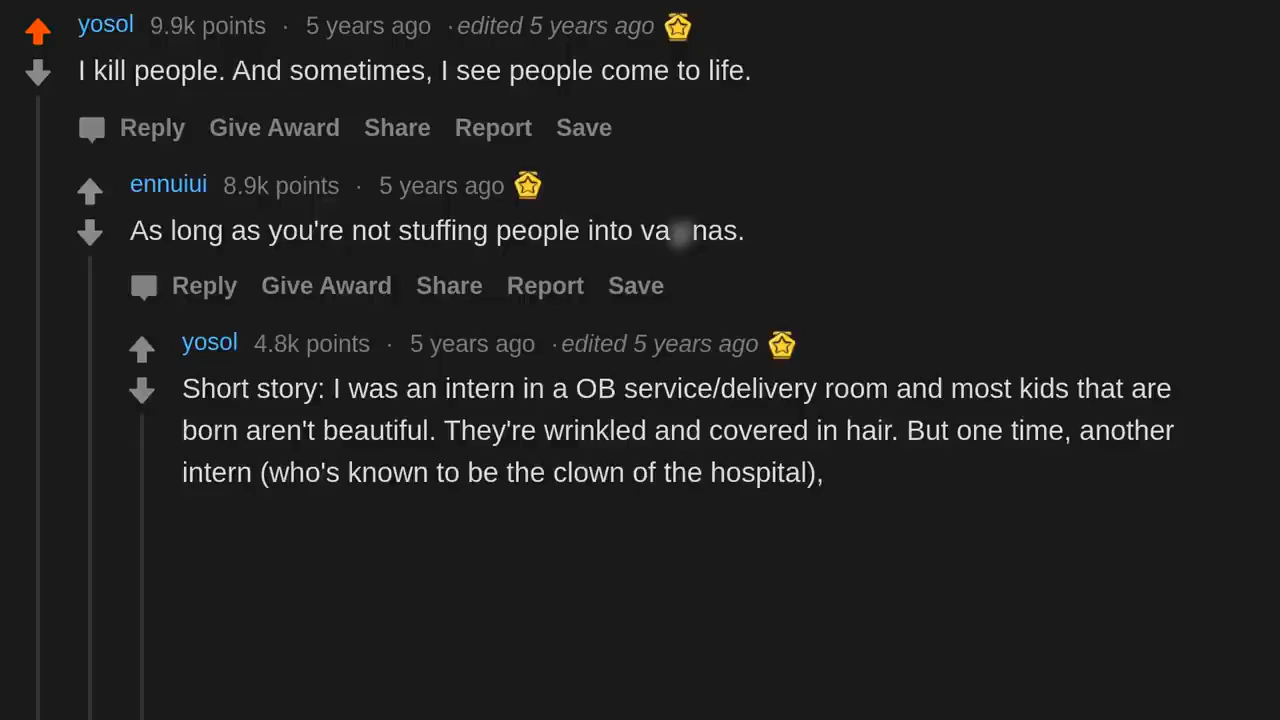 yosol 9.9k points · 5 years ago · edited 5 years ago
I kill people. And sometimes, I see people come to life.
Reply Give Award Share Report Save
ennuiui 8.9k points · 5 years ago
As long as you're not stuffing people into va nas.
Reply Give Award Share Report Save
yosol 4.8k points · 5 years ago · edited 5 years ago
Short story: I was an intern in a OB service/delivery room and most kids that are
born aren't beautiful. They're wrinkled and covered in hair. But one time, another
intern (who's known to be the clown of the hospital),